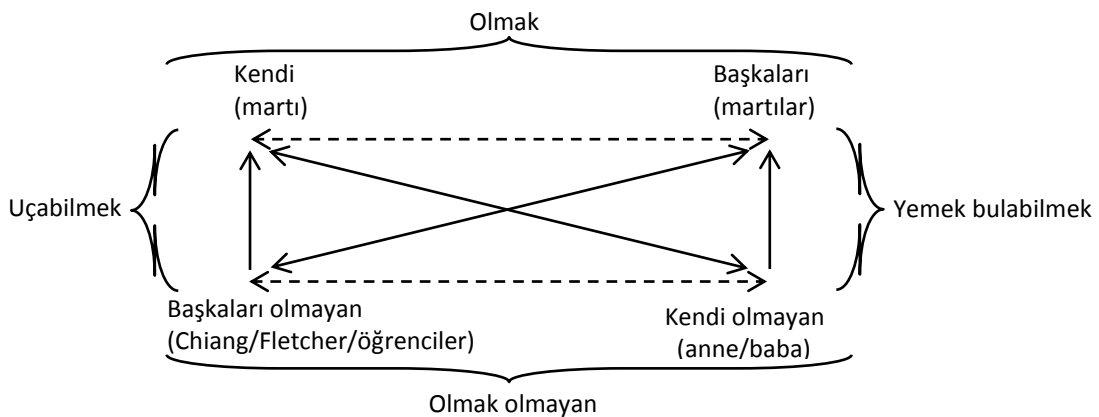 Olmak
Kendi
(martı)
Başkaları
(martılar)
Uçabilmek
Yemek bulabilmek
Başkaları olmayan
(Chiang/Fletcher/öğrenciler)
Kendi olmayan
(anne/baba)
Olmak olmayan